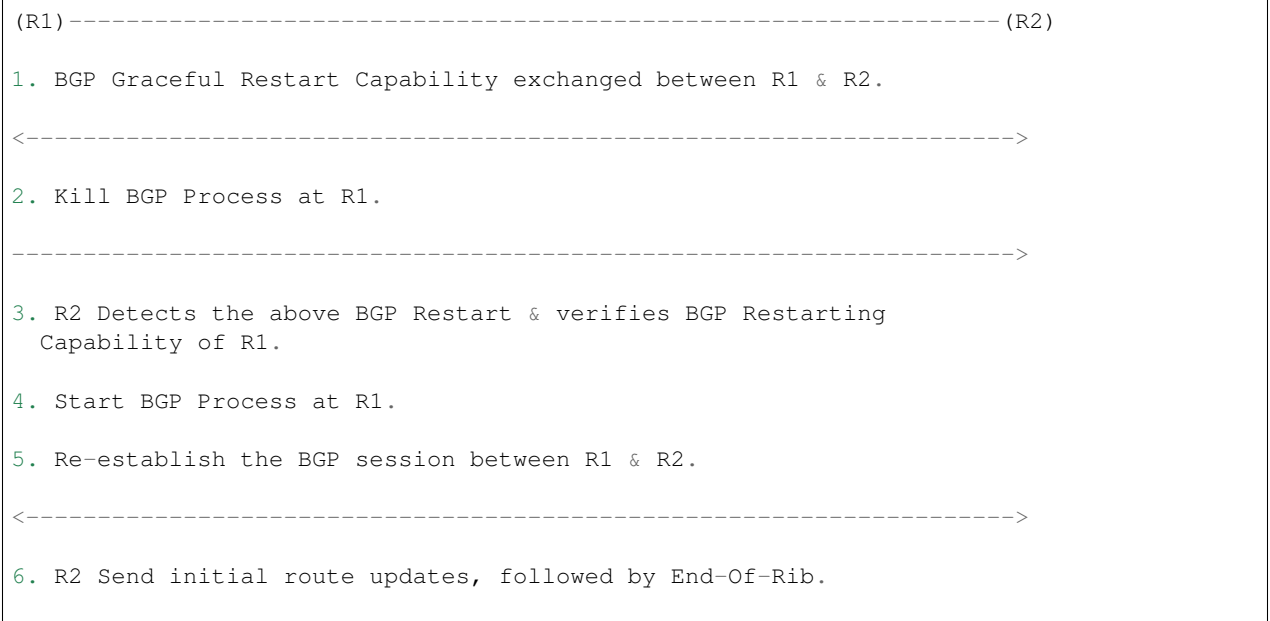 (R1)-----------------------------------------------------------------(R2)
1. BGP Graceful Restart Capability exchanged between R1 & R2.
<--------------------------------------------------------------------->
2. Kill BGP Process at R1.
---------------------------------------------------------------------->
3. R2 Detects the above BGP Restart & verifies BGP Restarting
Capability of R1.
4. Start BGP Process at R1.
5. Re-establish the BGP session between R1 & R2.
<--------------------------------------------------------------------->
6. R2 Send initial route updates, followed by End-Of-Rib.